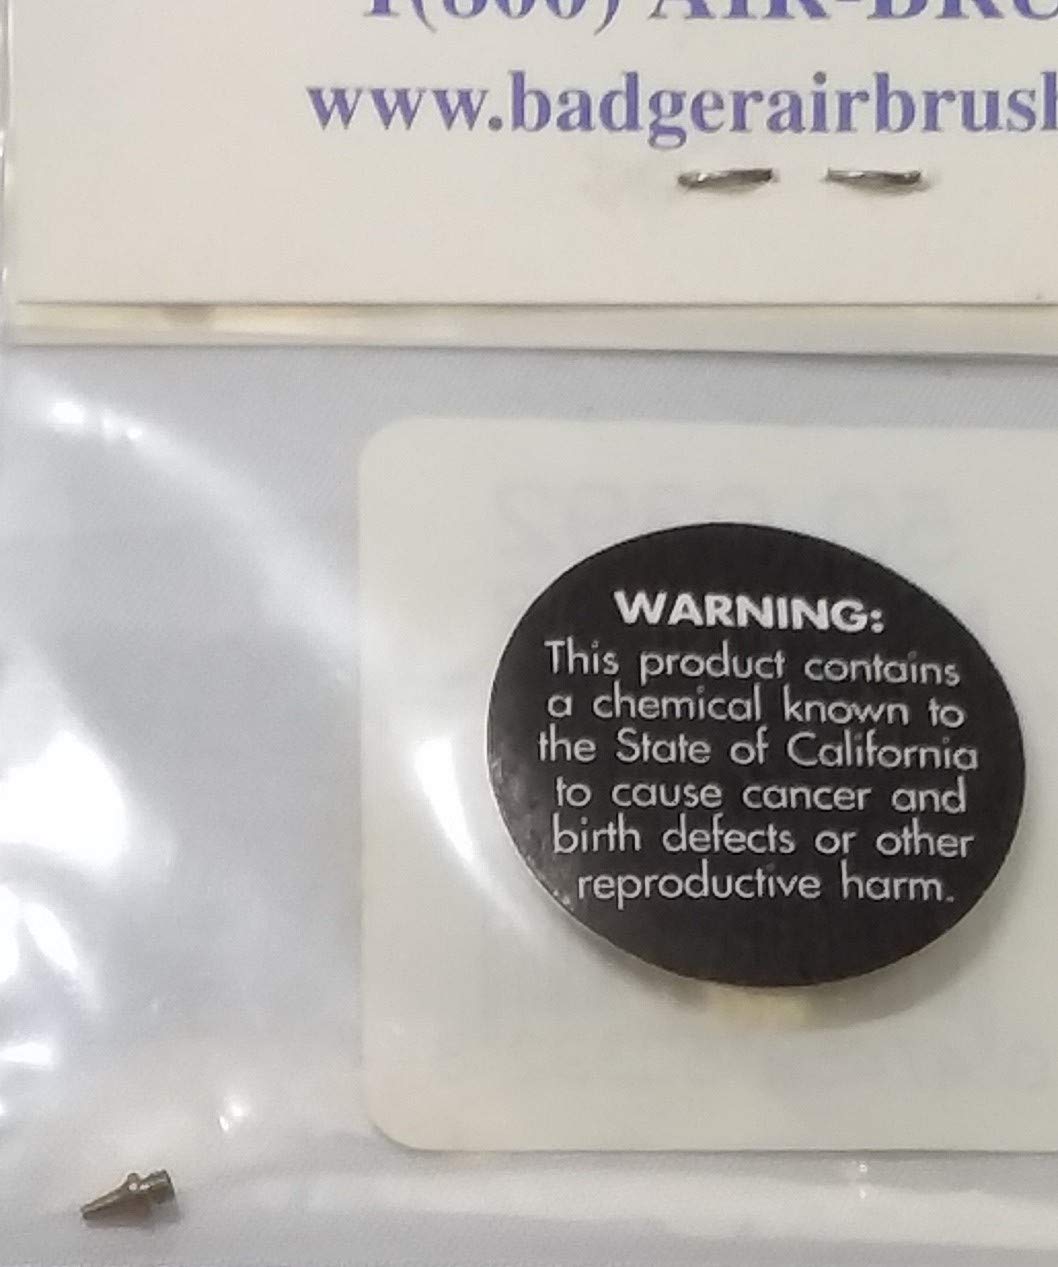 www.badgerairbrush
WARNING:
This product contains
a chemical known to
the State of California
to cause cancer and
birth defects or other
reproductive harm.